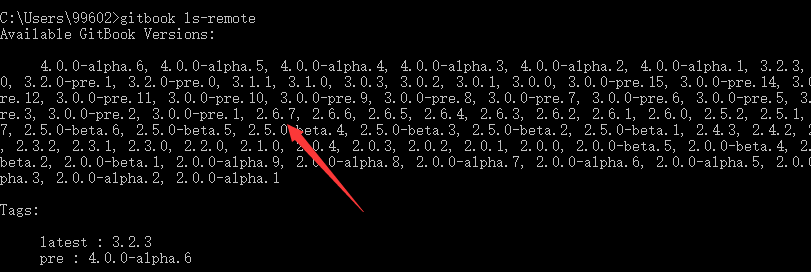 C:\Users\99602>gitbook ls-remote
Available GitBook Versions:
4.0.0-alpha.6, 4.0.0-alpha.5, 4.0.0-alpha.4, 4.0.0-alpha.3, 4.0.0-alpha.2, 4.0.0-alpha.1, 3.2.3,
0, 3.2.0-pre.1, 3.2.0-pre.0, 3.1.1, 3.1.0, 3.0.3, 3.0.2, 3.0.1, 3.0.0, 3.0.0-pre.15, 3.0.0-pre.14, 3.0
re.12, 3.0.0-pre.11, 3.0.0-pre.10, 3.0.0-pre.9, 3.0.0-pre.8, 3.0.0-pre.7, 3.0.0-pre.6, 3.0.0-pre.5, 3.
re.3, 3.0.0-pre.2, 3.0.0-pre.1, 2.6.7, 2.6.6, 2.6.5, 2.6.4, 2.6.3, 2.6.2, 2.6.1, 2.6.0, 2.5.2, 2.5.1,
7, 2.5.0-beta.6, 2.5.0-beta.5, 2.5.0-beta.4, 2.5.0-beta.3, 2.5.0-beta.2, 2.5.0-beta.1, 2.4.3, 2.4.2,
, 2.3.2, 2.3.1, 2.3.0, 2.2.0, 2.1.0, 2.0.4, 2.0.3, 2.0.2, 2.0.1, 2.0.0, 2.0.0-beta.5, 2.0.0-beta.4, 2.
beta.2, 2.0.0-beta.1, 2.0.0-alpha.9, 2.0.0-alpha.8, 2.0.0-alpha.7, 2.0.0-alpha.6, 2.0.0-alpha.5, 2.0.0
pha.3, 2.0.0-alpha.2, 2.0.0-alpha.1
Tags:
latest : 3.2.3
pre : 4.0.0-alpha.6